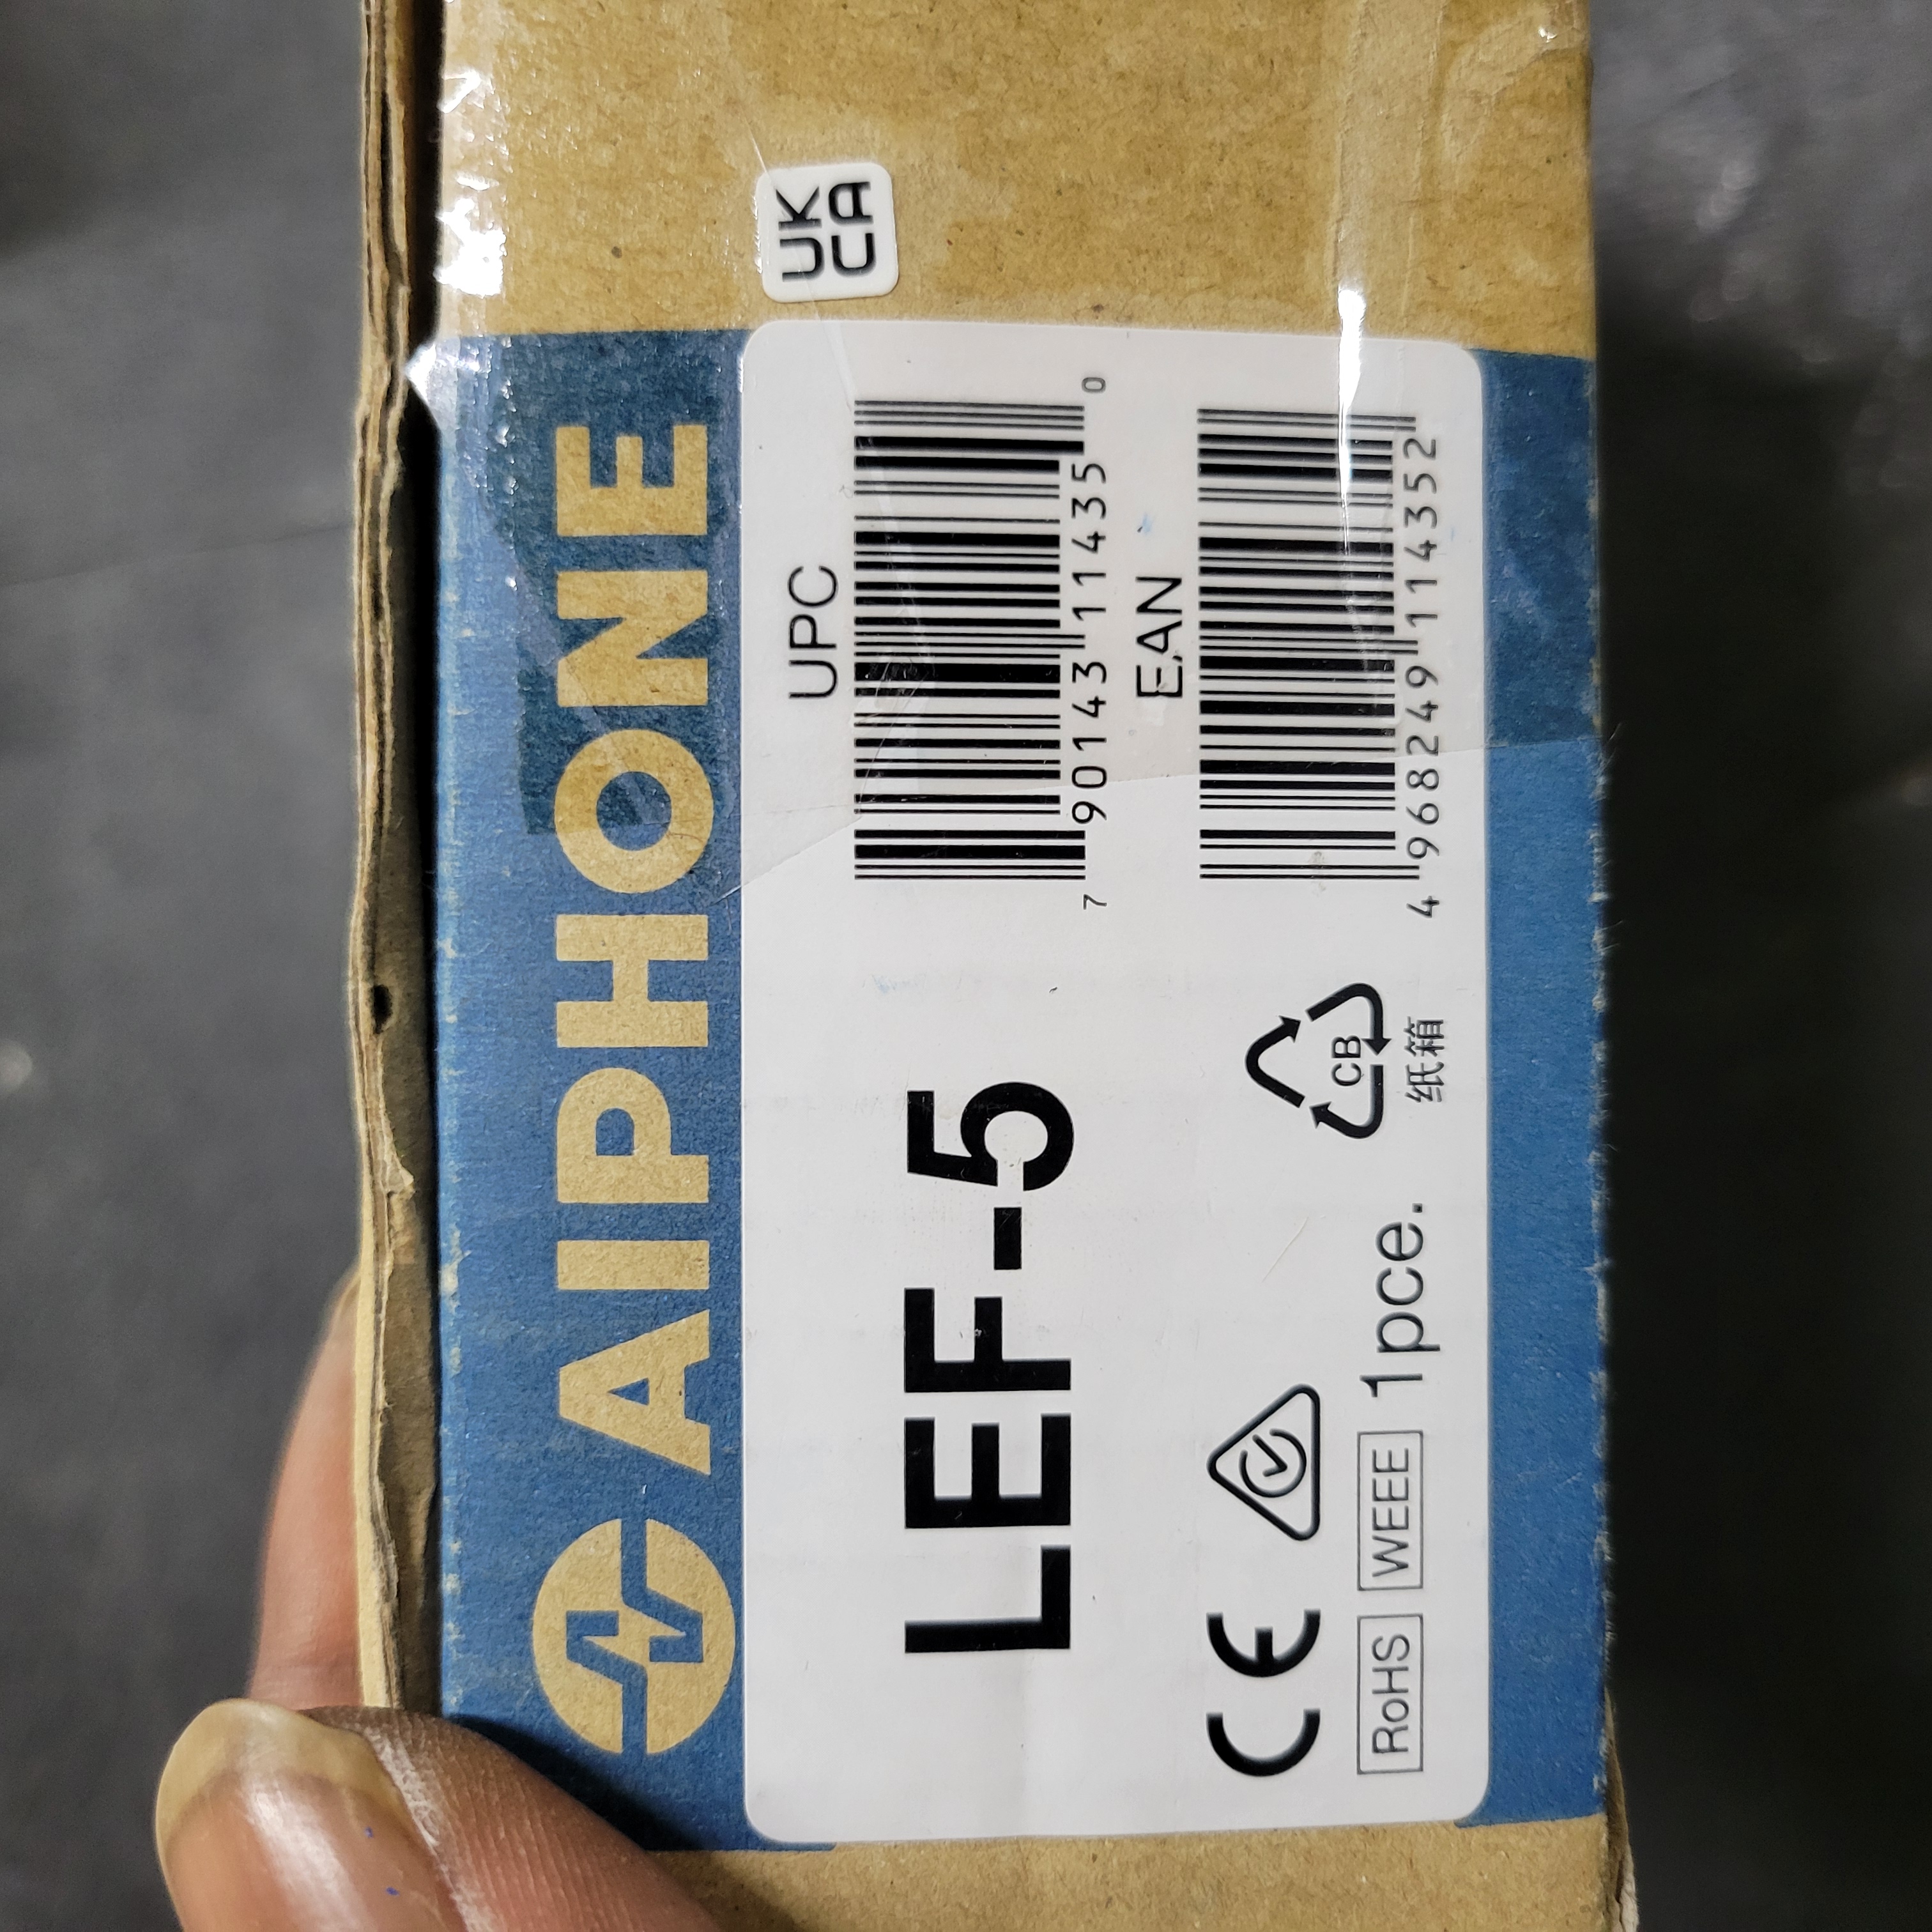 AIPHONE
UK
CA
LEF-5
UPC
7 90143 11435 0
EAN
4 968249 114352
CE
CB
纸箱
RoHS WEEE 1pce.